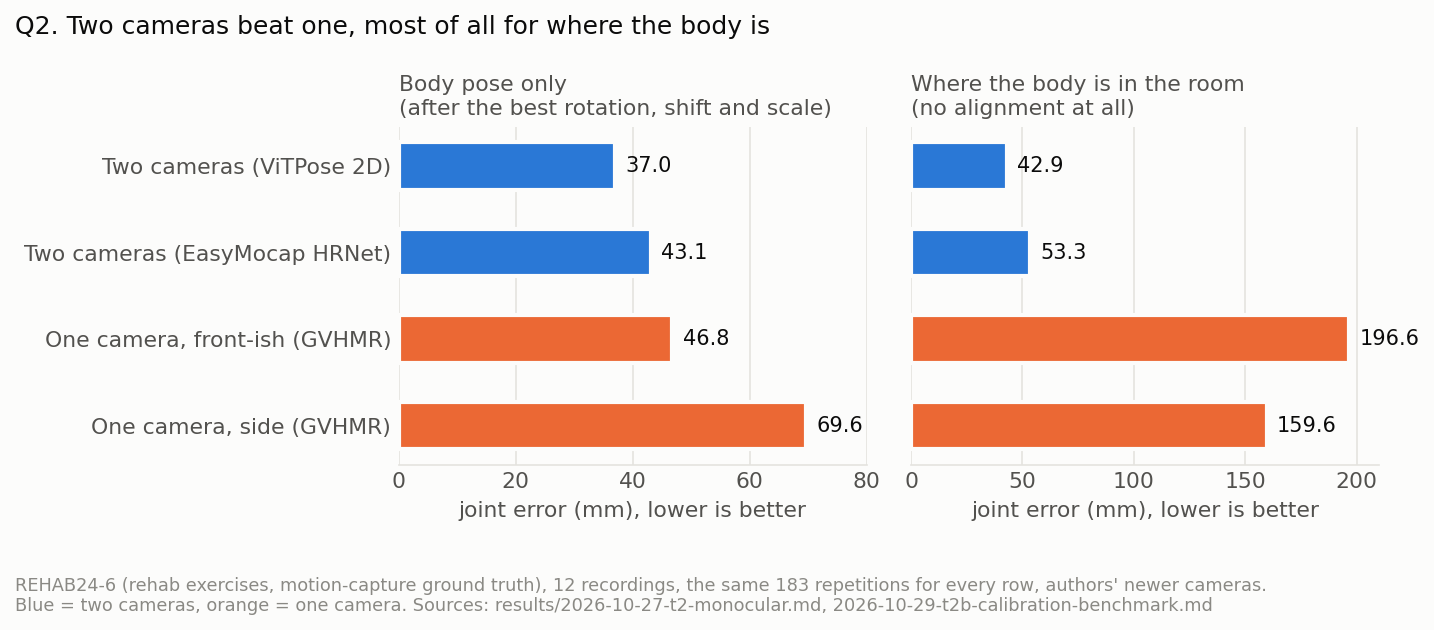 Q2. Two cameras beat one, most of all for where the body is
Body pose only
(after the best rotation, shift and scale)
Where the body is in the room
(no alignment at all)
Two cameras (ViTPose 2D)
37.0
42.9
Two cameras (EasyMocap HRNet)
43.1
53.3
One camera, front-ish (GVHMR)
46.8
196.6
One camera, side (GVHMR)
69.6
159.6
0 20 40 60 80
0 50 100 150 200
joint error (mm), lower is better
joint error (mm), lower is better
REHAB24-6 (rehab exercises, motion-capture ground truth), 12 recordings, the same 183 repetitions for every row, authors' newer cameras.
Blue = two cameras, orange = one camera. Sources: results/2026-10-27-t2-monocular.md, 2026-10-29-t2b-calibration-benchmark.md